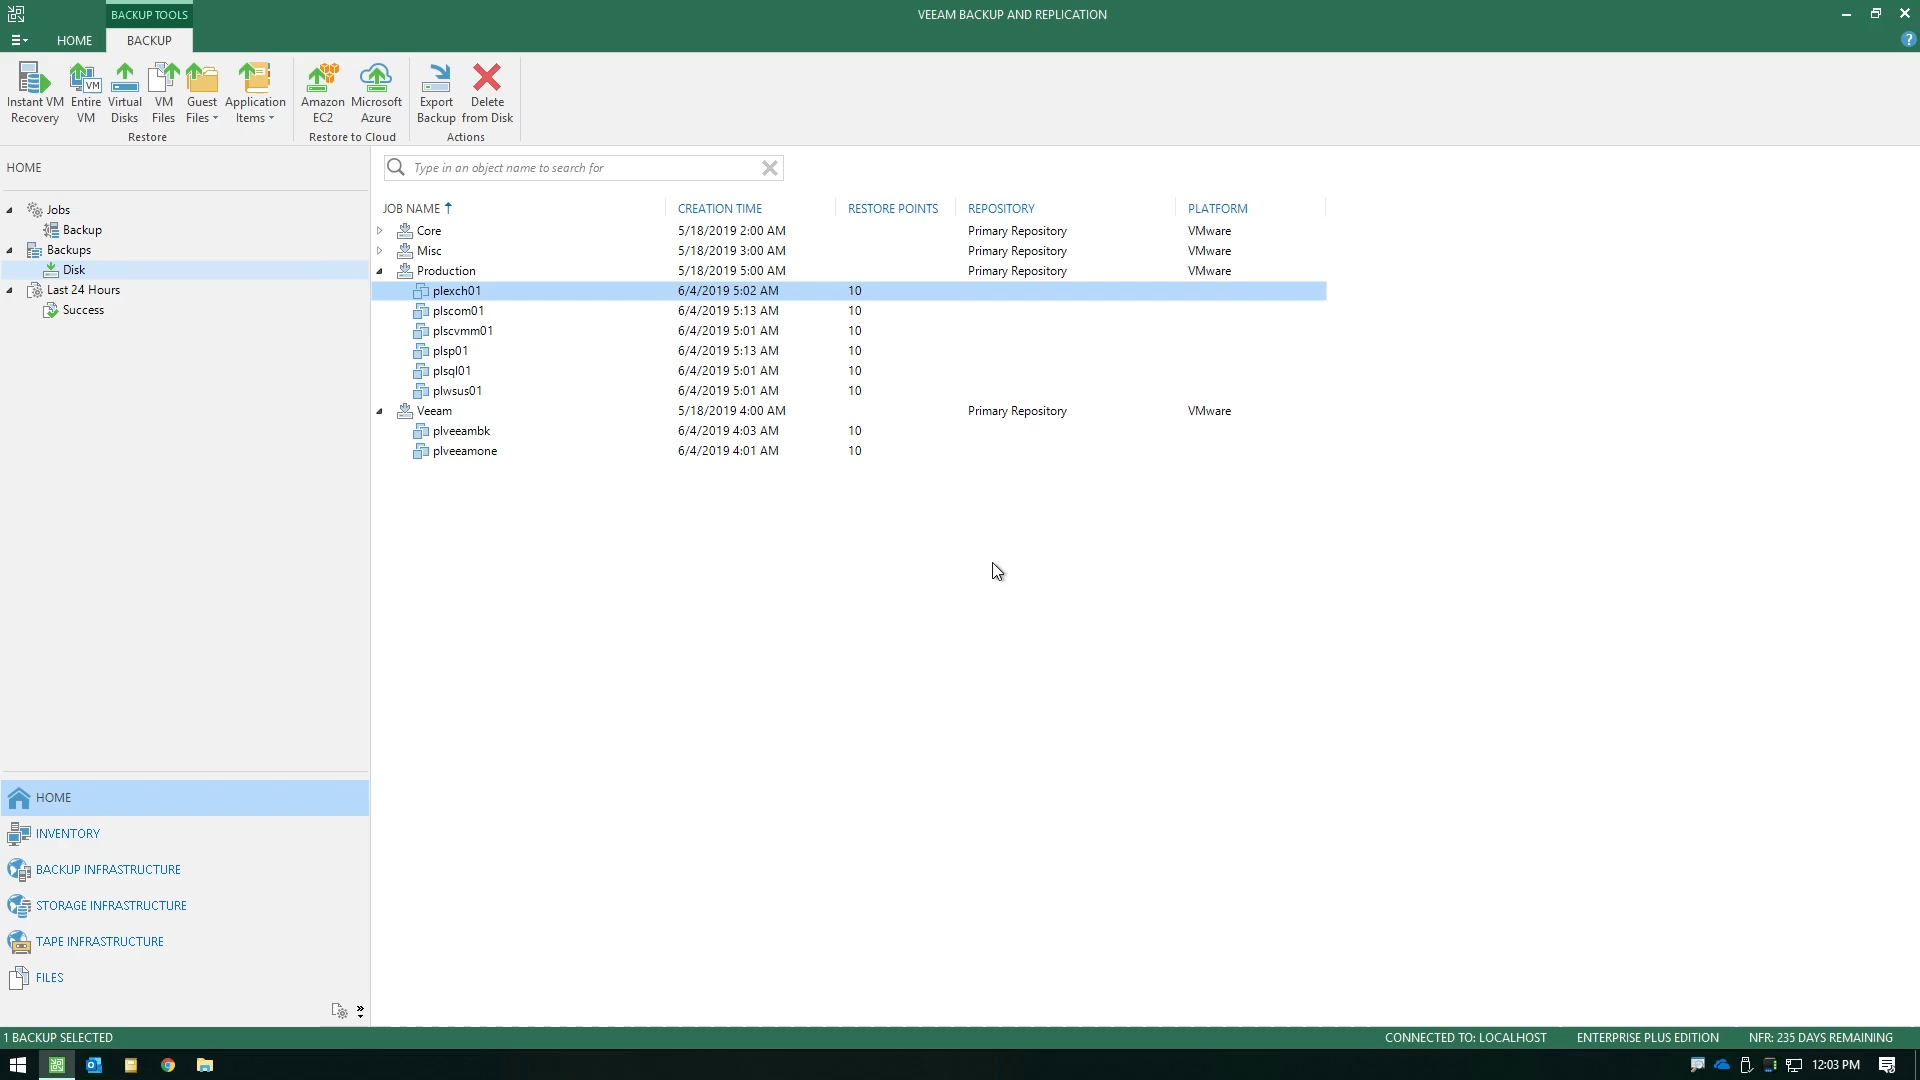 BACKUP TOOLS
VEEAM BACKUP AND REPLICATION
HOME
BACKUP
?
Instant VM Recovery
Entire VM
VM
Virtual Disks
VM Files
Guest Files
Application Items
Amazon EC2
Microsoft Azure
Export Backup
Delete from Disk
Restore
Restore to Cloud
Actions
HOME
Type in an object name to search for
Jobs
Backup
Backups
Disk
Last 24 Hours
Success
JOB NAME CREATION TIME RESTORE POINTS REPOSITORY PLATFORM
Core 5/18/2019 2:00 AM Primary Repository VMware
Misc 5/18/2019 3:00 AM Primary Repository VMware
Production 5/18/2019 5:00 AM Primary Repository VMware
plexch01 6/4/2019 5:02 AM 10
plscom01 6/4/2019 5:13 AM 10
plscvmm01 6/4/2019 5:01 AM 10
plsp01 6/4/2019 5:13 AM 10
plsql01 6/4/2019 5:01 AM 10
plwsus01 6/4/2019 5:01 AM 10
Veeam 5/18/2019 4:00 AM Primary Repository VMware
plveeambk 6/4/2019 4:03 AM 10
plveeamone 6/4/2019 4:01 AM 10
HOME
INVENTORY
BACKUP INFRASTRUCTURE
STORAGE INFRASTRUCTURE
TAPE INFRASTRUCTURE
FILES
1 BACKUP SELECTED
CONNECTED TO: LOCALHOST
ENTERPRISE PLUS EDITION
NFR: 235 DAYS REMAINING
12:03 PM